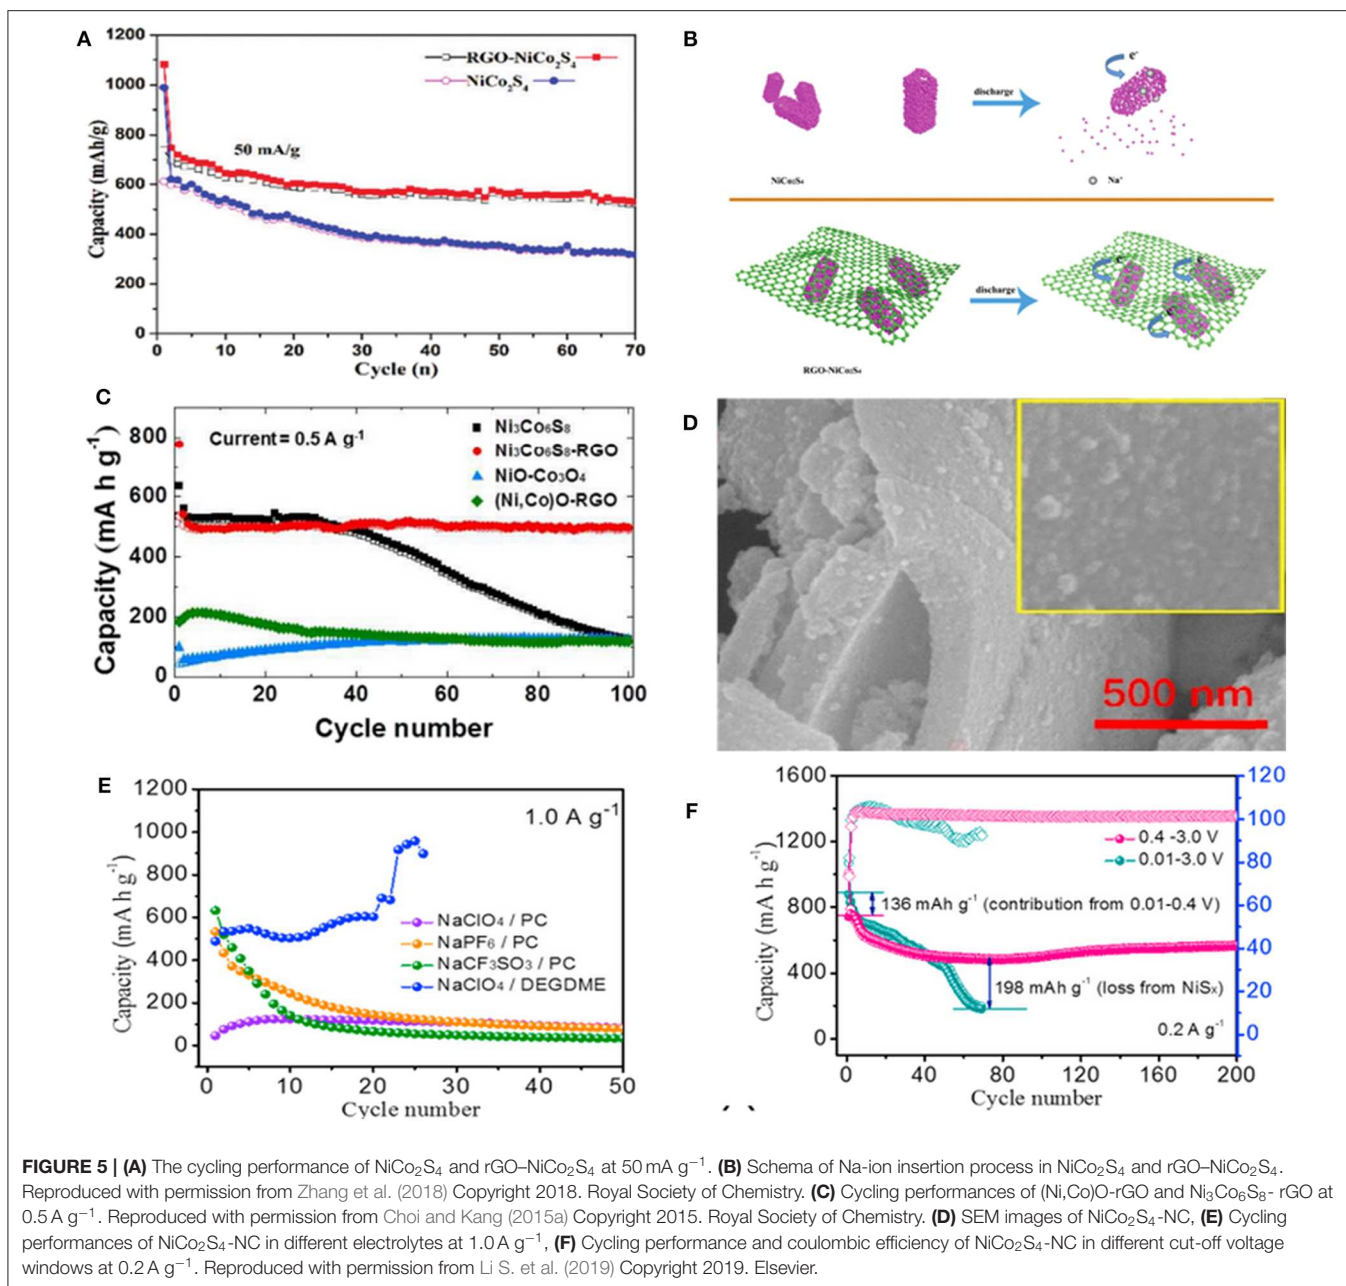 A
1200
1000
800
600
400
200
0
Capacity (mAh/g)
RGO-NiCo₂S₄
NiCo₂S₄
50 mA/g
0 10 20 30 40 50 60 70
Cycle (n)
B
discharge
e⁻
NiCo₂S₄
Na⁺
discharge
e⁻
e⁻
e⁻
RGO-NiCo₂S₄
C
800
600
400
200
0
Capacity (mA h g⁻¹)
Current = 0.5 A g⁻¹
Ni₃Co₆S₈
Ni₃Co₆S₈-RGO
NiO-Co₃O₄
(Ni,Co)O-RGO
0 20 40 60 80 100
Cycle number
D
500 nm
E
1200
1000
800
600
400
200
0
Capacity (mA h g⁻¹)
1.0 A g⁻¹
NaClO₄ / PC
NaPF₆ / PC
NaCF₃SO₃ / PC
NaClO₄ / DEGDME
0 10 20 30 40 50
Cycle number
F
1600
1200
800
400
0
Capacity (mA h g⁻¹)
120
100
80
60
40
20
0
0.4 -3.0 V
0.01-3.0 V
136 mAh g⁻¹ (contribution from 0.01-0.4 V)
198 mAh g⁻¹ (loss from NiSₓ)
0.2 A g⁻¹
0 40 80 120 160 200
Cycle number
FIGURE 5 | (A) The cycling performance of NiCo₂S₄ and rGO–NiCo₂S₄ at 50 mA g⁻¹. (B) Schema of Na-ion insertion process in NiCo₂S₄ and rGO–NiCo₂S₄.
Reproduced with permission from Zhang et al. (2018) Copyright 2018. Royal Society of Chemistry. (C) Cycling performances of (Ni,Co)O-rGO and Ni₃Co₆S₈- rGO at
0.5 A g⁻¹. Reproduced with permission from Choi and Kang (2015a) Copyright 2015. Royal Society of Chemistry. (D) SEM images of NiCo₂S₄-NC, (E) Cycling
performances of NiCo₂S₄-NC in different electrolytes at 1.0 A g⁻¹, (F) Cycling performance and coulombic efficiency of NiCo₂S₄-NC in different cut-off voltage
windows at 0.2 A g⁻¹. Reproduced with permission from Li S. et al. (2019) Copyright 2019. Elsevier.